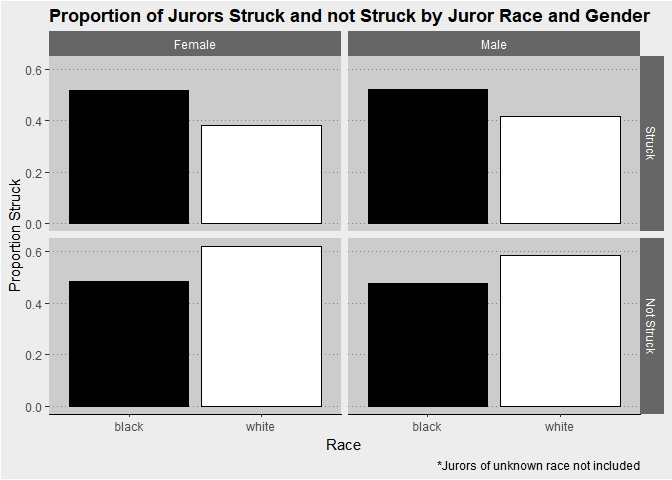 Proportion of Jurors Struck and not Struck by Juror Race and Gender
Female
Male
0.6
0.4
0.2
0.0
Struck
Proportion Struck
0.6
0.4
0.2
0.0
Not Struck
black
white
black
white
Race
*Jurors of unknown race not included